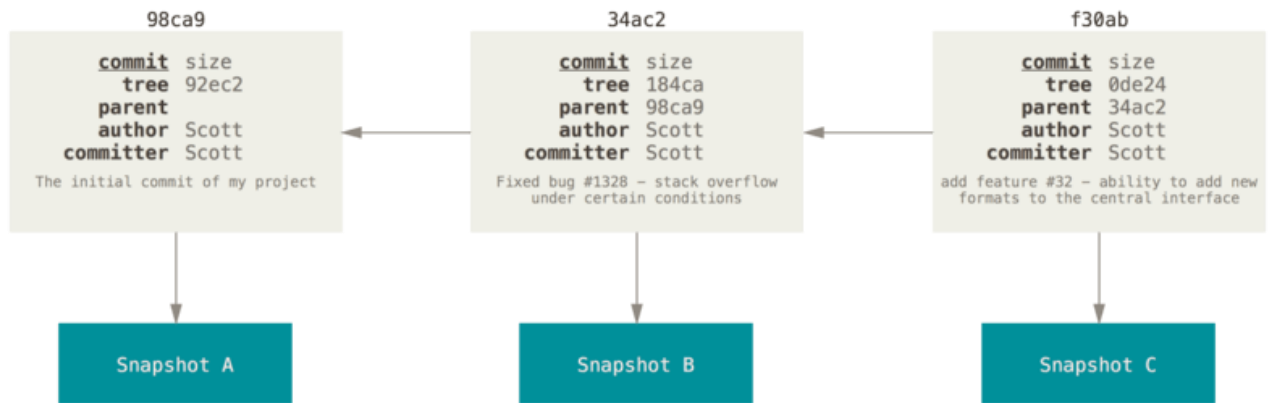 98ca9
commit size
tree 92ec2
parent
author Scott
committer Scott
The initial commit of my project
Snapshot A
34ac2
commit size
tree 184ca
parent 98ca9
author Scott
committer Scott
Fixed bug #1328 – stack overflow
under certain conditions
Snapshot B
f30ab
commit size
tree 0de24
parent 34ac2
author Scott
committer Scott
add feature #32 – ability to add new
formats to the central interface
Snapshot C